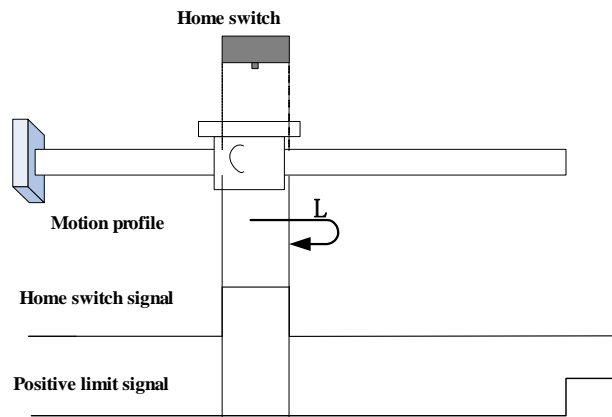 Home switch
L
Motion profile
Home switch signal
Positive limit signal